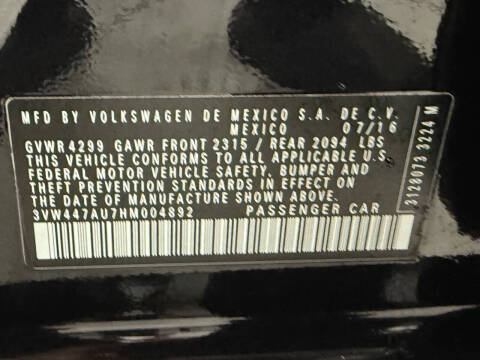 MFD BY VOLKSWAGEN DE MEXICO S.A. DE C.V.
MEXICO 07/16
GVWR4299 GAWR FRONT2315/REAR 2094 LBS
THIS VEHICLE CONFORMS TO ALL APPLICABLE U.S.
FEDERAL MOTOR VEHICLE SAFETY, BUMPER AND
THEFT PREVENTION STANDARDS IN EFFECT ON
THE DATE OF MANUFACTURE SHOWN ABOVE.
3VW447AU7HM004892 PASSENGER CAR
3128073 3224 M